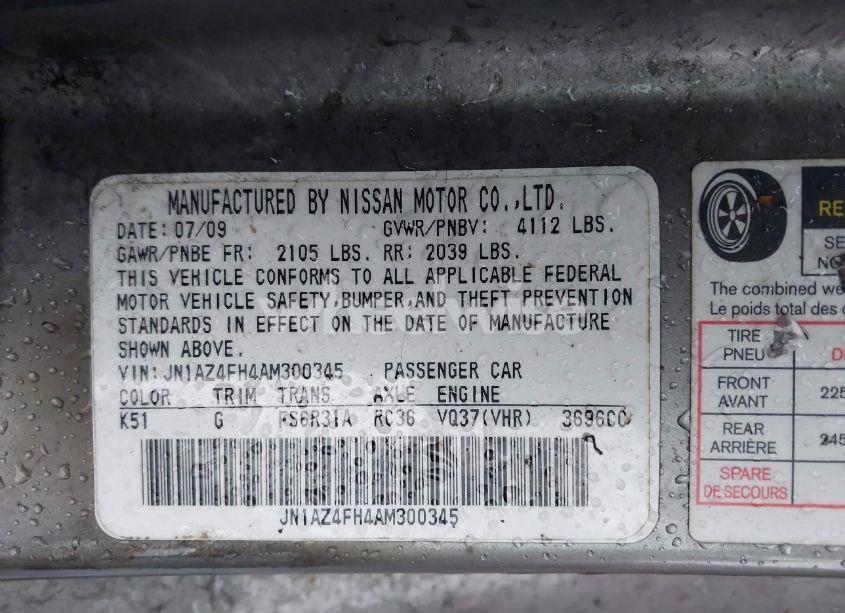 MANUFACTURED BY NISSAN MOTOR CO.,LTD.
DATE: 07/09 GVWR/PNBV: 4112 LBS.
GAWR/PNBE FR: 2105 LBS. RR: 2039 LBS.
THIS VEHICLE CONFORMS TO ALL APPLICABLE FEDERAL
MOTOR VEHICLE SAFETY,BUMPER,AND THEFT PREVENTION
STANDARDS IN EFFECT ON THE DATE OF MANUFACTURE
SHOWN ABOVE.
VIN:JN1AZ4FH4AM300345 PASSENGER CAR
COLOR TRIM TRANS AXLE ENGINE
K51 G FS6R31A RC36 VQ37(VHR) 3696CC
JN1AZ4FH4AM300345
The combined
Le poids total des
TIRE
PNEU
FRONT
AVANT
225
REAR
ARRIÈRE
245
SPARE
DE SECOURS